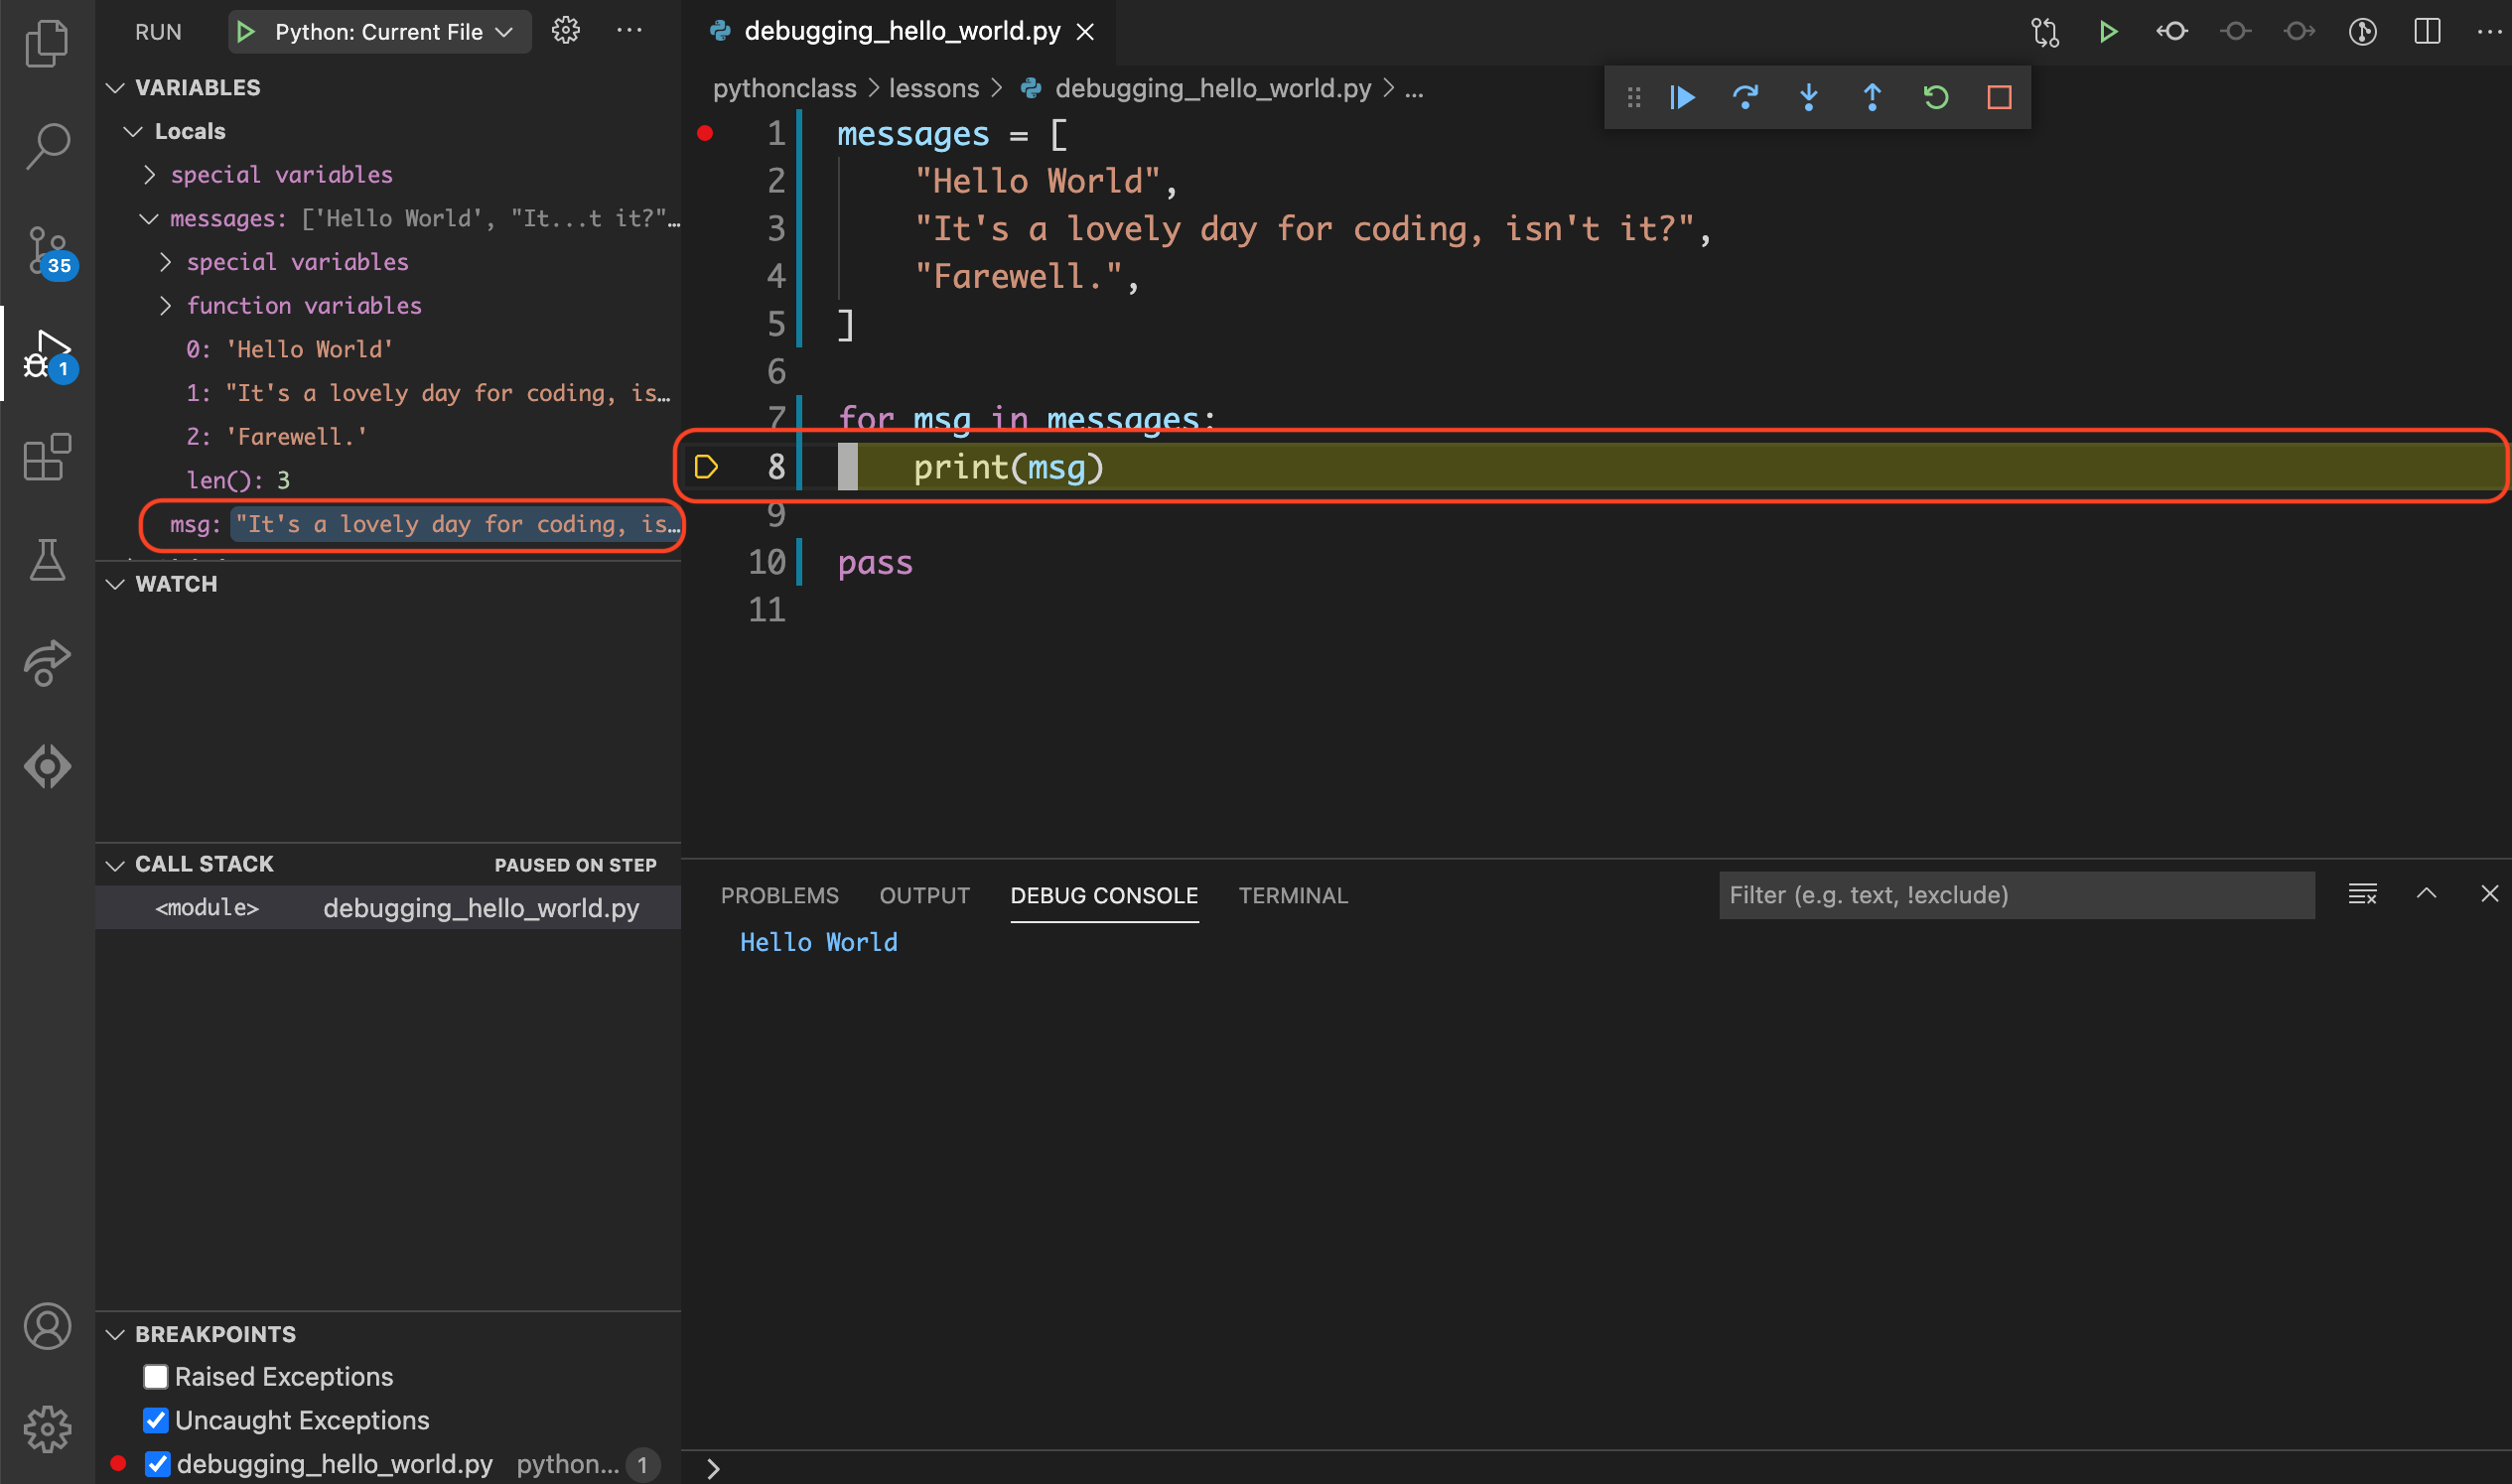 RUN Python: Current File ...
VARIABLES
Locals
special variables
messages: ['Hello World', "It...t it?"...
special variables
function variables
0: 'Hello World'
1: "It's a lovely day for coding, is...
2: 'Farewell.'
len(): 3
msg: "It's a lovely day for coding, is...
WATCH
CALL STACK PAUSED ON STEP
<module> debugging_hello_world.py
BREAKPOINTS
Raised Exceptions
Uncaught Exceptions
debugging_hello_world.py python... 1
35
1
debugging_hello_world.py
pythonclass > lessons > debugging_hello_world.py > ...
1 messages = [
2     "Hello World",
3     "It's a lovely day for coding, isn't it?",
4     "Farewell.",
5 ]
6
7 for msg in messages:
8     print(msg)
9
10 pass
11
PROBLEMS OUTPUT DEBUG CONSOLE TERMINAL Filter (e.g. text, !exclude)
Hello World
>